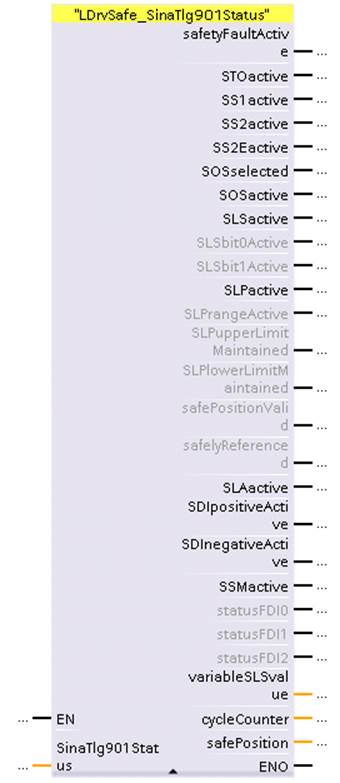 "LDrvSafe_SinaTlg901Status"
safetyFaultActiv
e
...
STOactive
...
SS1active
...
SS2active
...
SS2Eactive
...
SOSselected
...
SOSactive
...
SLSactive
...
SLSbit0Active
...
SLSbit1Active
...
SLPactive
...
SLPrangeActive
...
SLPupperLimit
Maintained
...
SLPlowerLimitM
aintained
...
safePositionVali
d
...
safelyReference
d
...
SLAactive
...
SDIpositiveActi
ve
...
SDInegativeActi
ve
...
SSMactive
...
statusFDI0
...
statusFDI1
...
statusFDI2
...
variableSLSval
ue
...
... EN
cycleCounter
...
SinaTlg901Stat
... us
safePosition
...
ENO
...